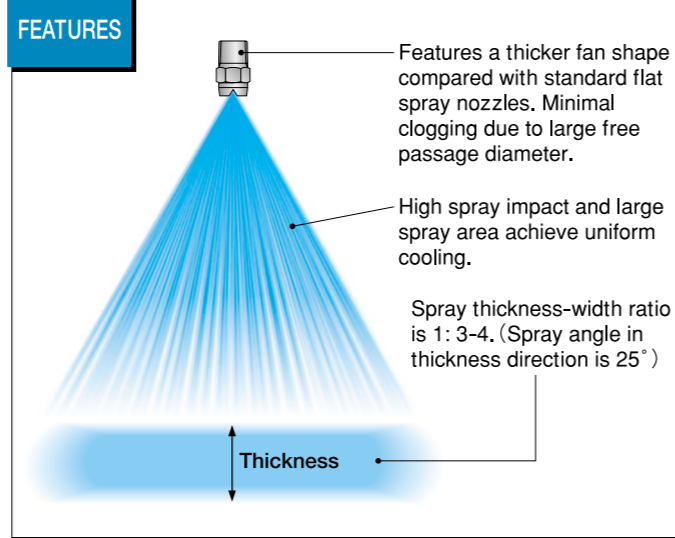 FEATURES
Features a thicker fan shape
compared with standard flat
spray nozzles. Minimal
clogging due to large free
passage diameter.
High spray impact and large
spray area achieve uniform
cooling.
Spray thickness-width ratio
is 1: 3-4.（Spray angle in
thickness direction is 25°）
Thickness